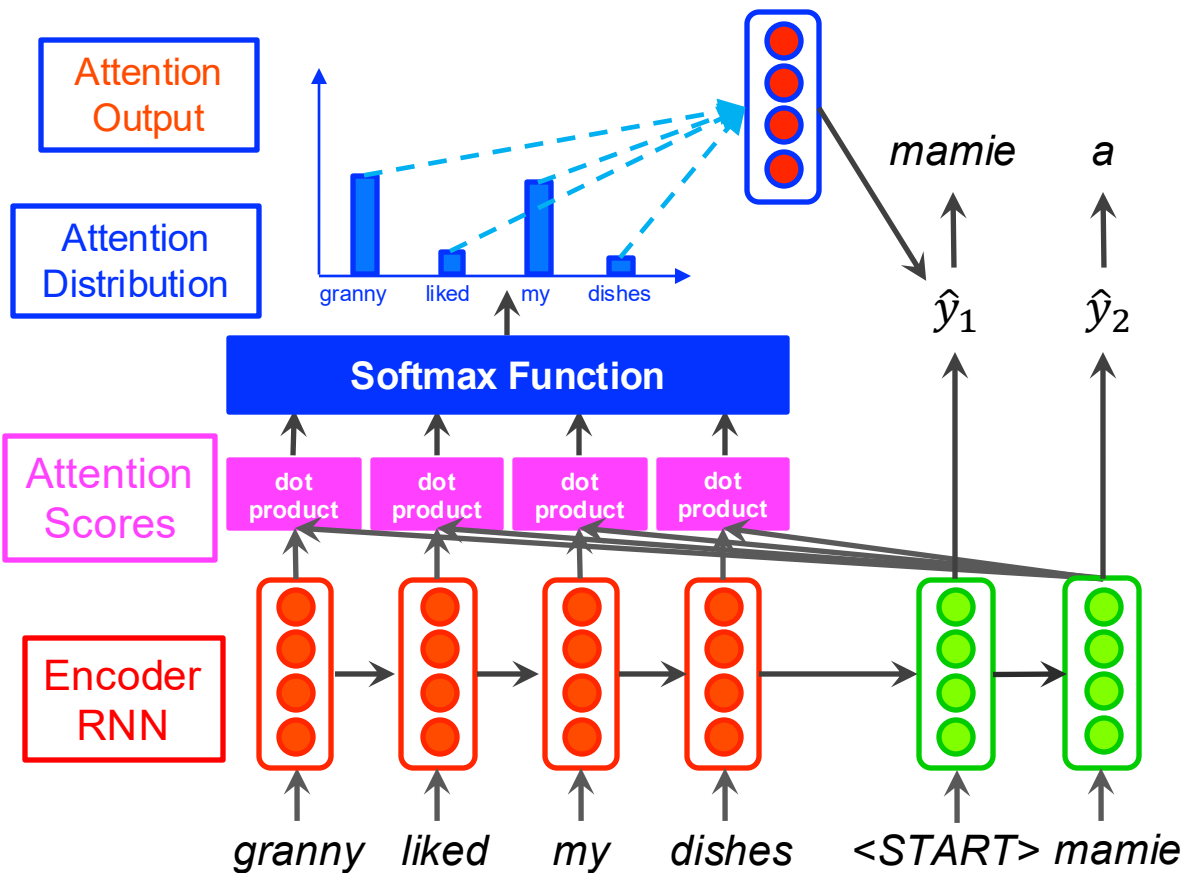 Attention
Output
mamie a
Attention
Distribution
granny liked my dishes
ŷ₁ ŷ₂
Softmax Function
Attention
Scores
dot
product
dot
product
dot
product
dot
product
Encoder
RNN
granny liked my dishes <START> mamie